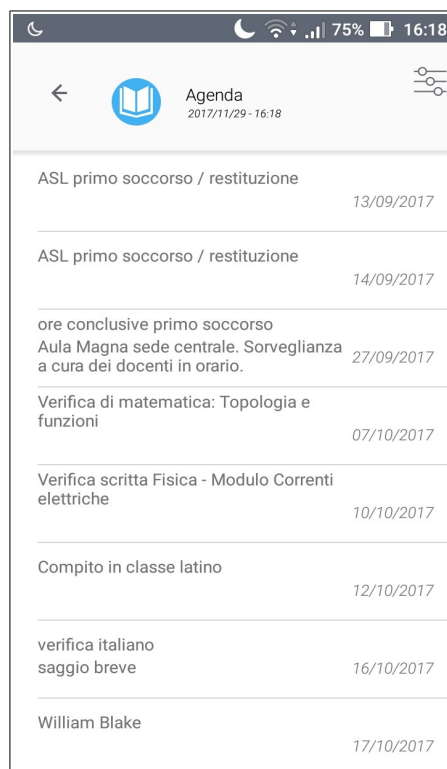 75% 16:18
Agenda
2017/11/29 - 16:18
ASL primo soccorso / restituzione
13/09/2017
ASL primo soccorso / restituzione
14/09/2017
ore conclusive primo soccorso
Aula Magna sede centrale. Sorveglianza
a cura dei docenti in orario.
27/09/2017
Verifica di matematica: Topologia e
funzioni
07/10/2017
Verifica scritta Fisica - Modulo Correnti
elettriche
10/10/2017
Compito in classe latino
12/10/2017
verifica italiano
saggio breve
16/10/2017
William Blake
17/10/2017